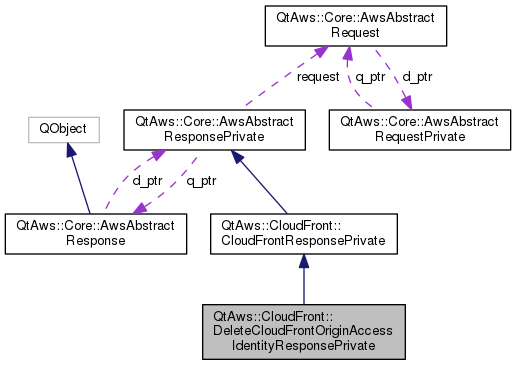 QtAws::Core::AwsAbstract
Request
request
q_ptr
d_ptr
QtAws::Core::AwsAbstract
ResponsePrivate
QtAws::Core::AwsAbstract
RequestPrivate
QObject
d_ptr
q_ptr
QtAws::Core::AwsAbstract
Response
QtAws::CloudFront::
CloudFrontResponsePrivate
QtAws::CloudFront::
DeleteCloudFrontOriginAccess
IdentityResponsePrivate